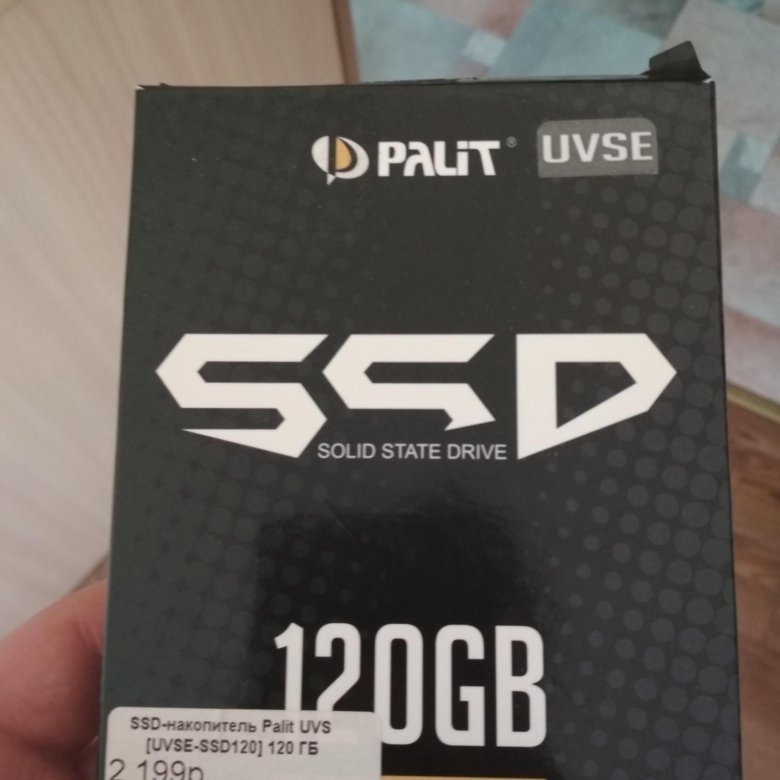 PALiT® UVSE
SSD
SOLID STATE DRIVE
120GB
SSD-накопитель Palit UVS
[UVSE-SSD120] 120 ГБ
2 199р